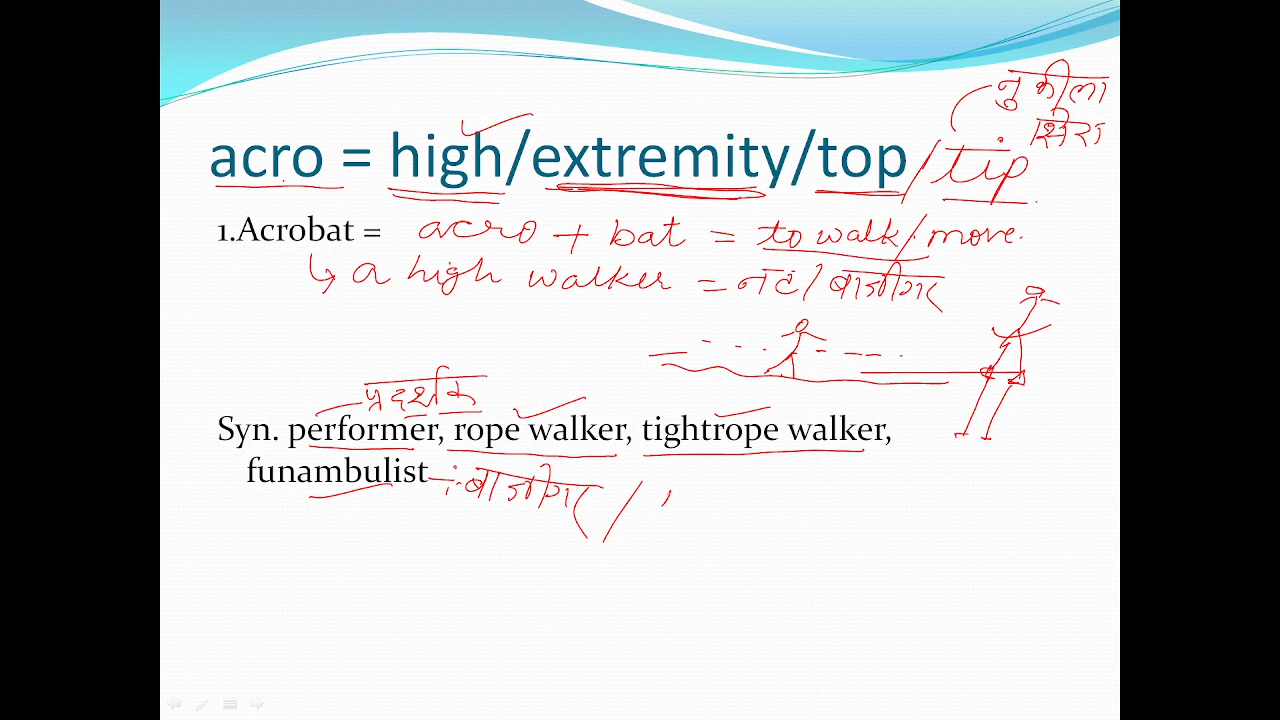 नुकीला
सिरा
acro = high/extremity/top/tip
1.Acrobat = acro + bat = to walk/move.
↳ a high walker = नट/बाजीगर
प्रदर्शक
Syn. performer, rope walker, tightrope walker,
funambulist -: बाजीगर /